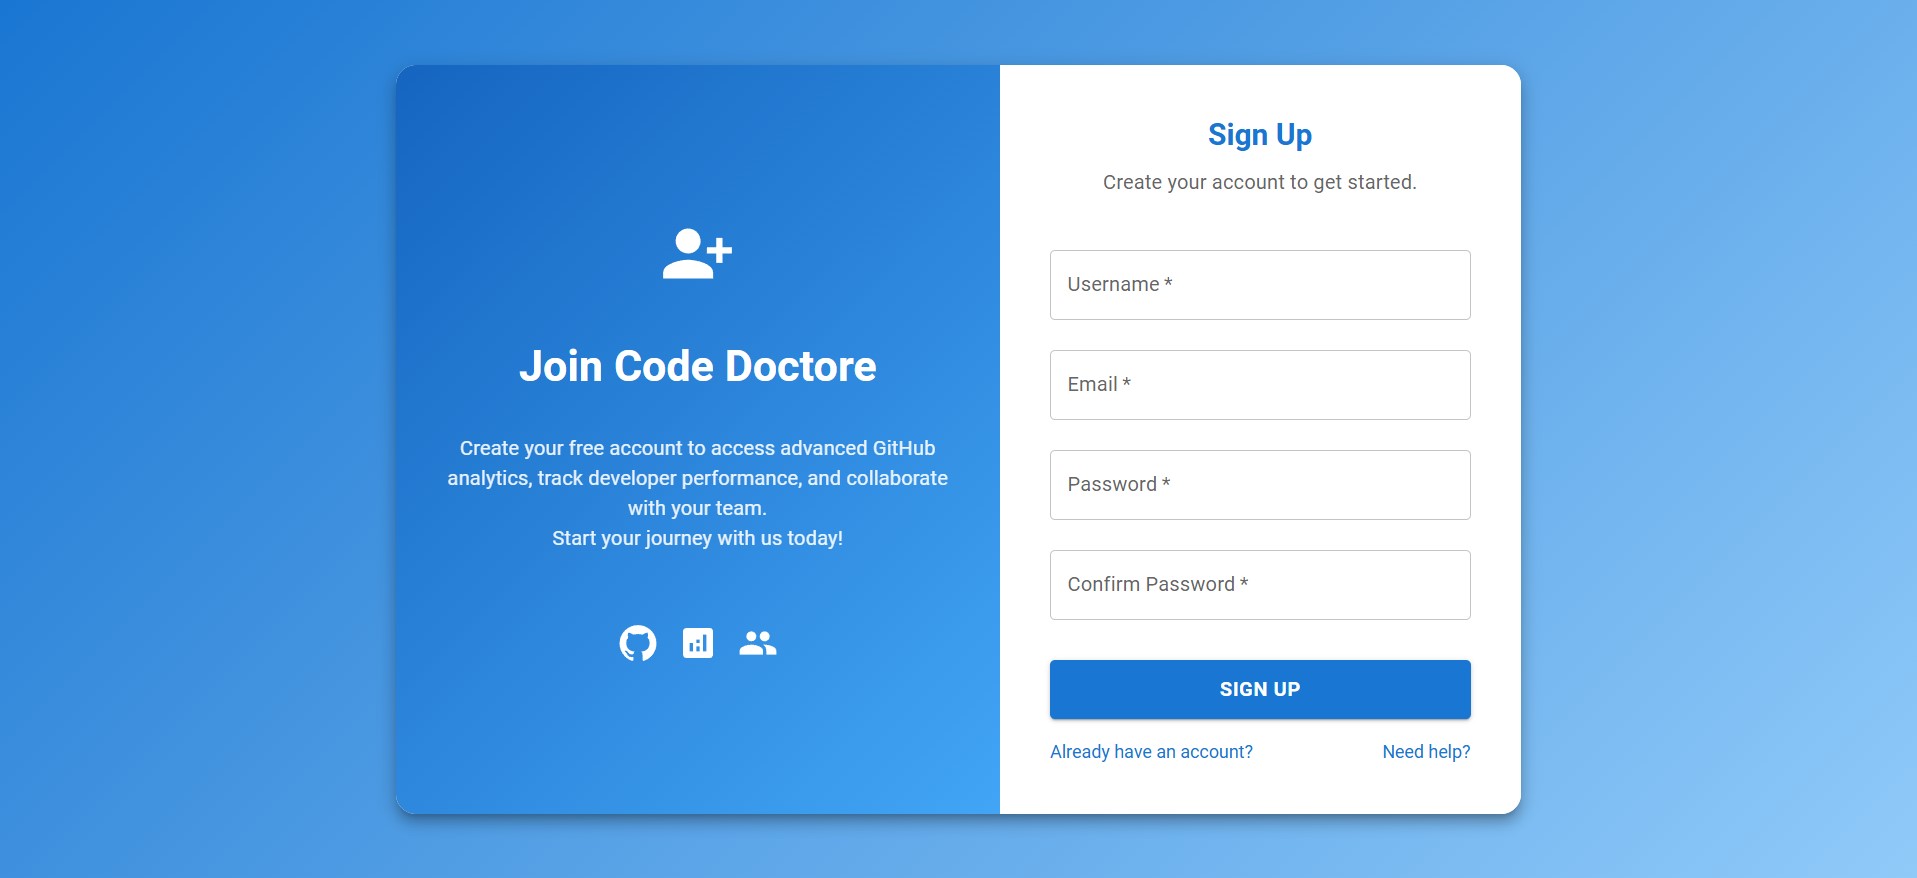 Join Code Doctore
Create your free account to access advanced GitHub
analytics, track developer performance, and collaborate
with your team.
Start your journey with us today!
Sign Up
Create your account to get started.
Username *
Email *
Password *
Confirm Password *
SIGN UP
Already have an account?
Need help?